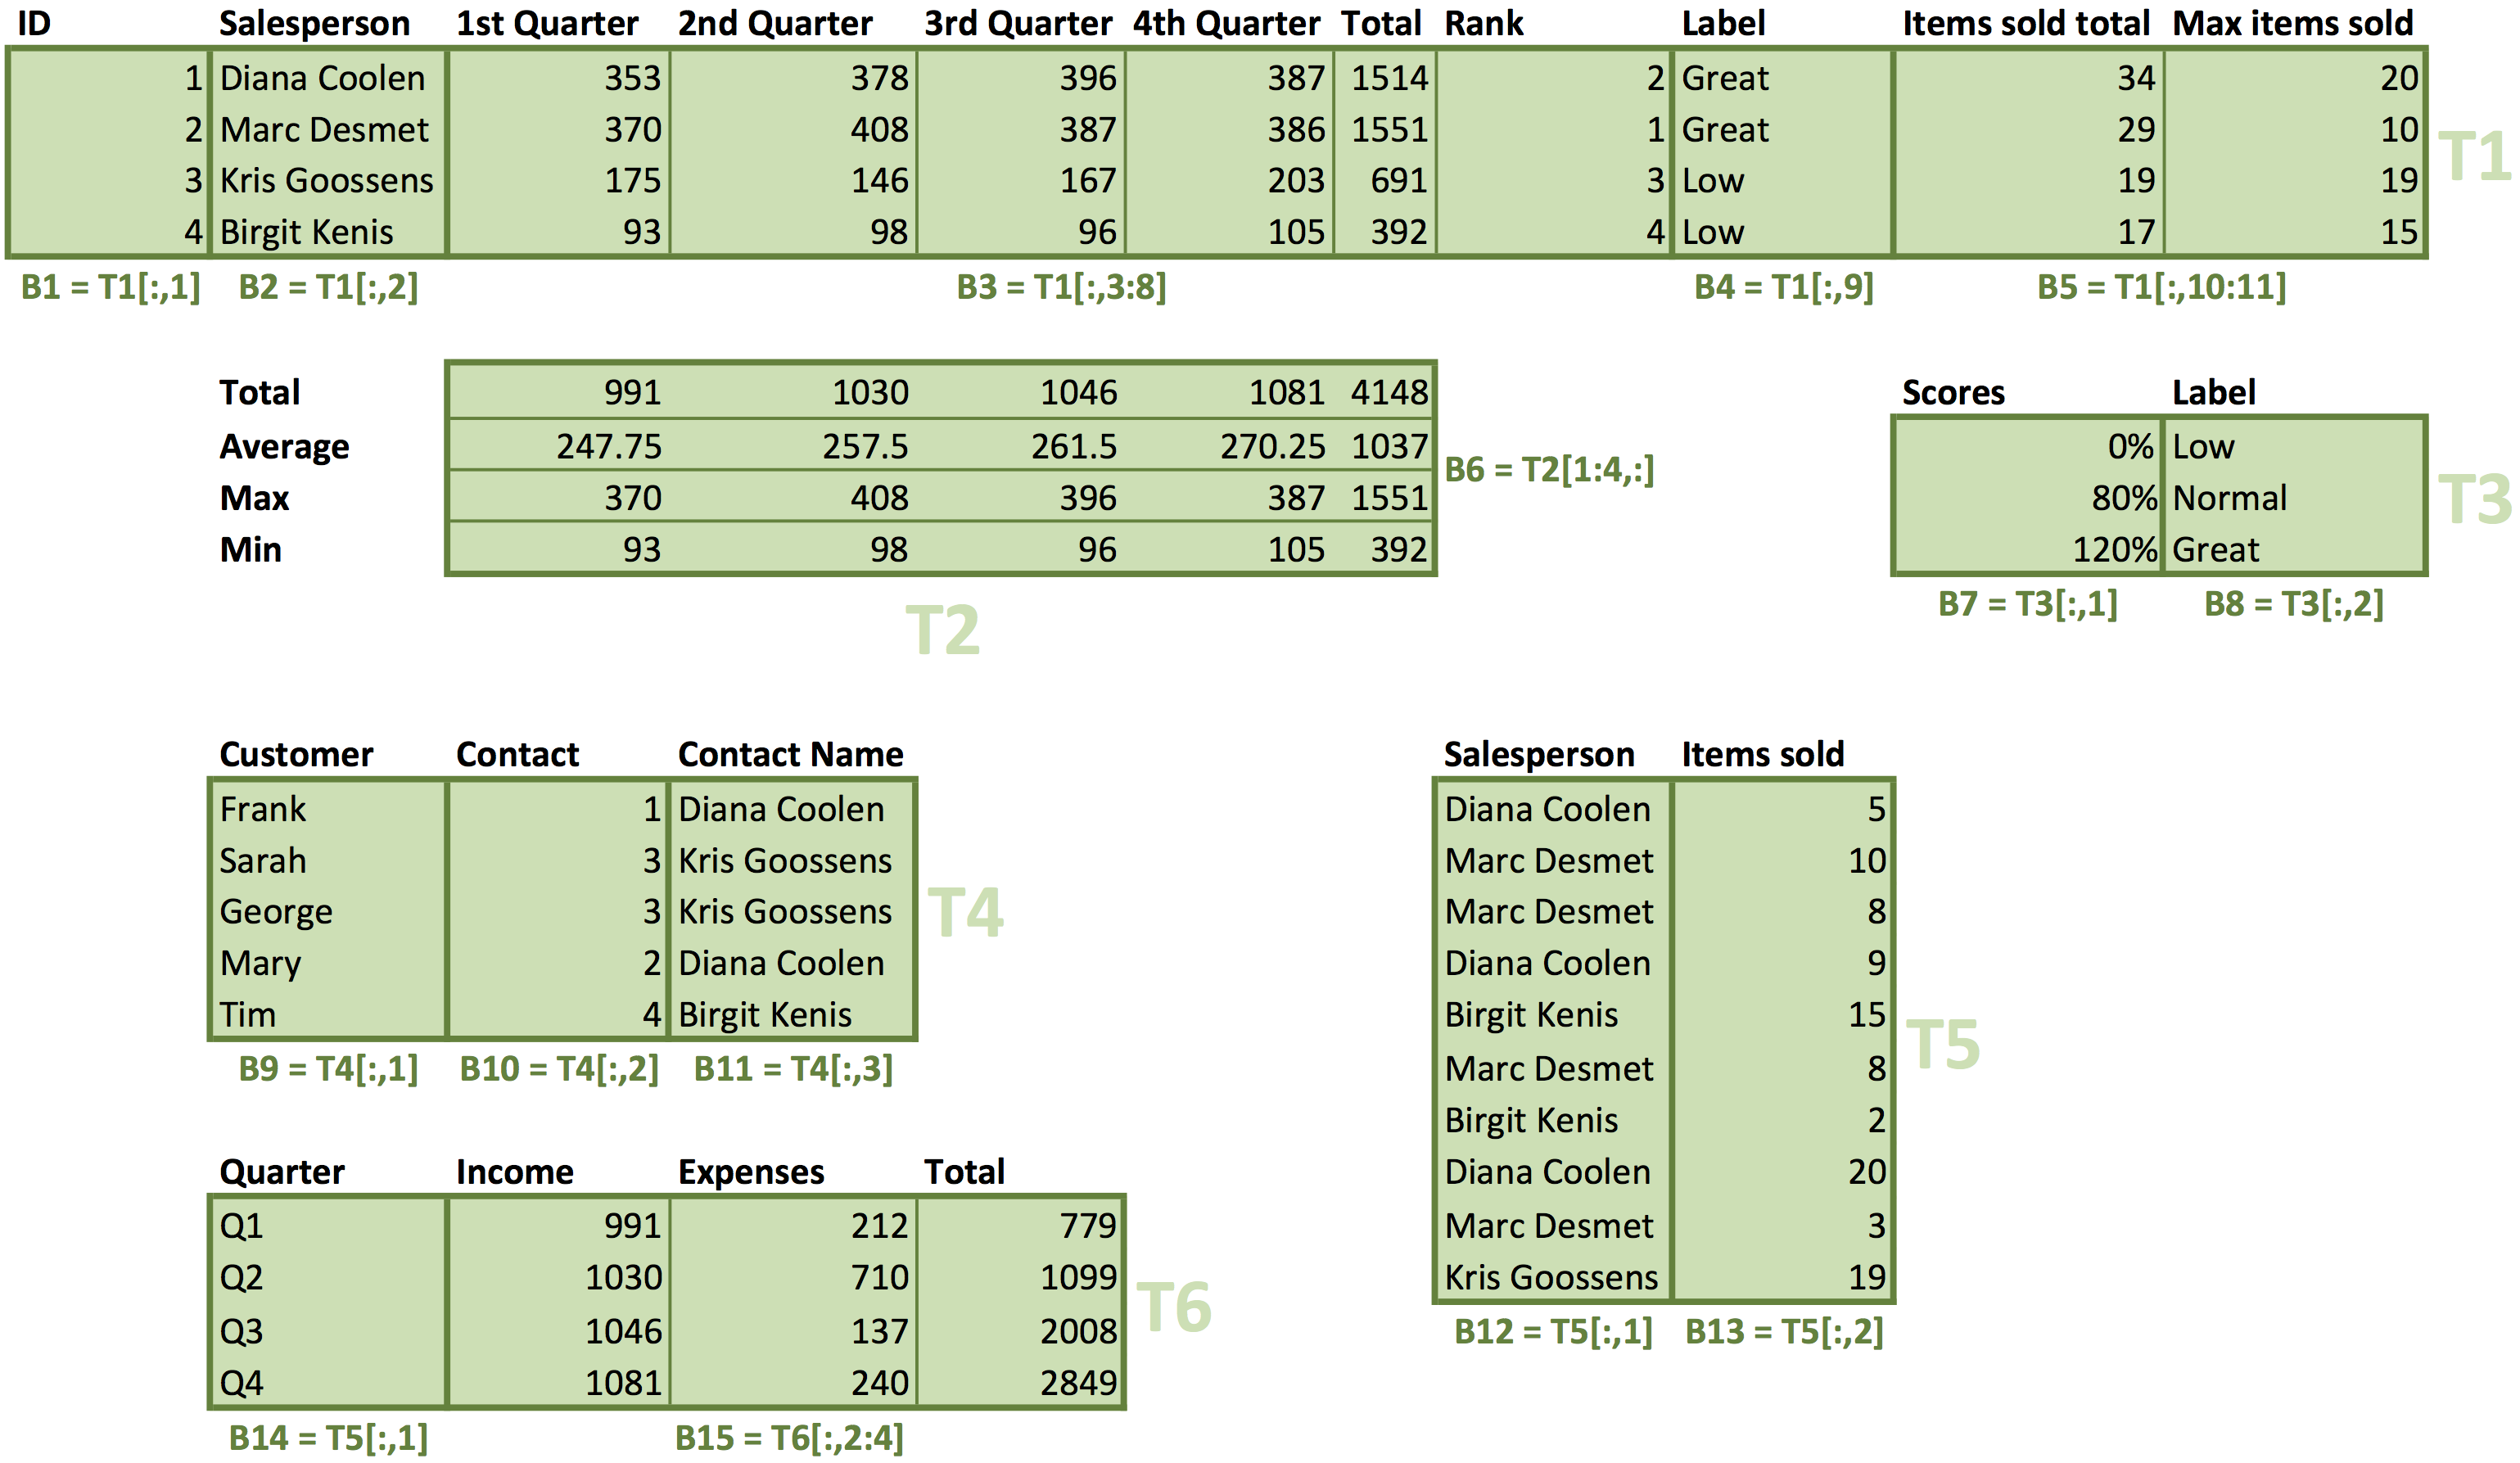 ID Salesperson 1st Quarter 2nd Quarter 3rd Quarter 4th Quarter Total Rank Label Items sold total Max items sold
1 Diana Coolen 353 378 396 387 1514 2 Great 34 20
2 Marc Desmet 370 408 387 386 1551 1 Great 29 10
3 Kris Goossens 175 146 167 203 691 3 Low 19 19
4 Birgit Kenis 93 98 96 105 392 4 Low 17 15
T1
B1 = T1[:,1] B2 = T1[:,2] B3 = T1[:,3:8] B4 = T1[:,9] B5 = T1[:,10:11]
Total 991 1030 1046 1081 4148
Average 247.75 257.5 261.5 270.25 1037
Max 370 408 396 387 1551
Min 93 98 96 105 392
B6 = T2[1:4,:]
T2
Scores Label
0% Low
80% Normal
120% Great
T3
B7 = T3[:,1] B8 = T3[:,2]
Customer Contact Contact Name
Frank 1 Diana Coolen
Sarah 3 Kris Goossens
George 3 Kris Goossens
Mary 2 Diana Coolen
Tim 4 Birgit Kenis
T4
B9 = T4[:,1] B10 = T4[:,2] B11 = T4[:,3]
Salesperson Items sold
Diana Coolen 5
Marc Desmet 10
Marc Desmet 8
Diana Coolen 9
Birgit Kenis 15
Marc Desmet 8
Birgit Kenis 2
Diana Coolen 20
Marc Desmet 3
Kris Goossens 19
T5
B12 = T5[:,1] B13 = T5[:,2]
Quarter Income Expenses Total
Q1 991 212 779
Q2 1030 710 1099
Q3 1046 137 2008
Q4 1081 240 2849
T6
B14 = T5[:,1] B15 = T6[:,2:4]